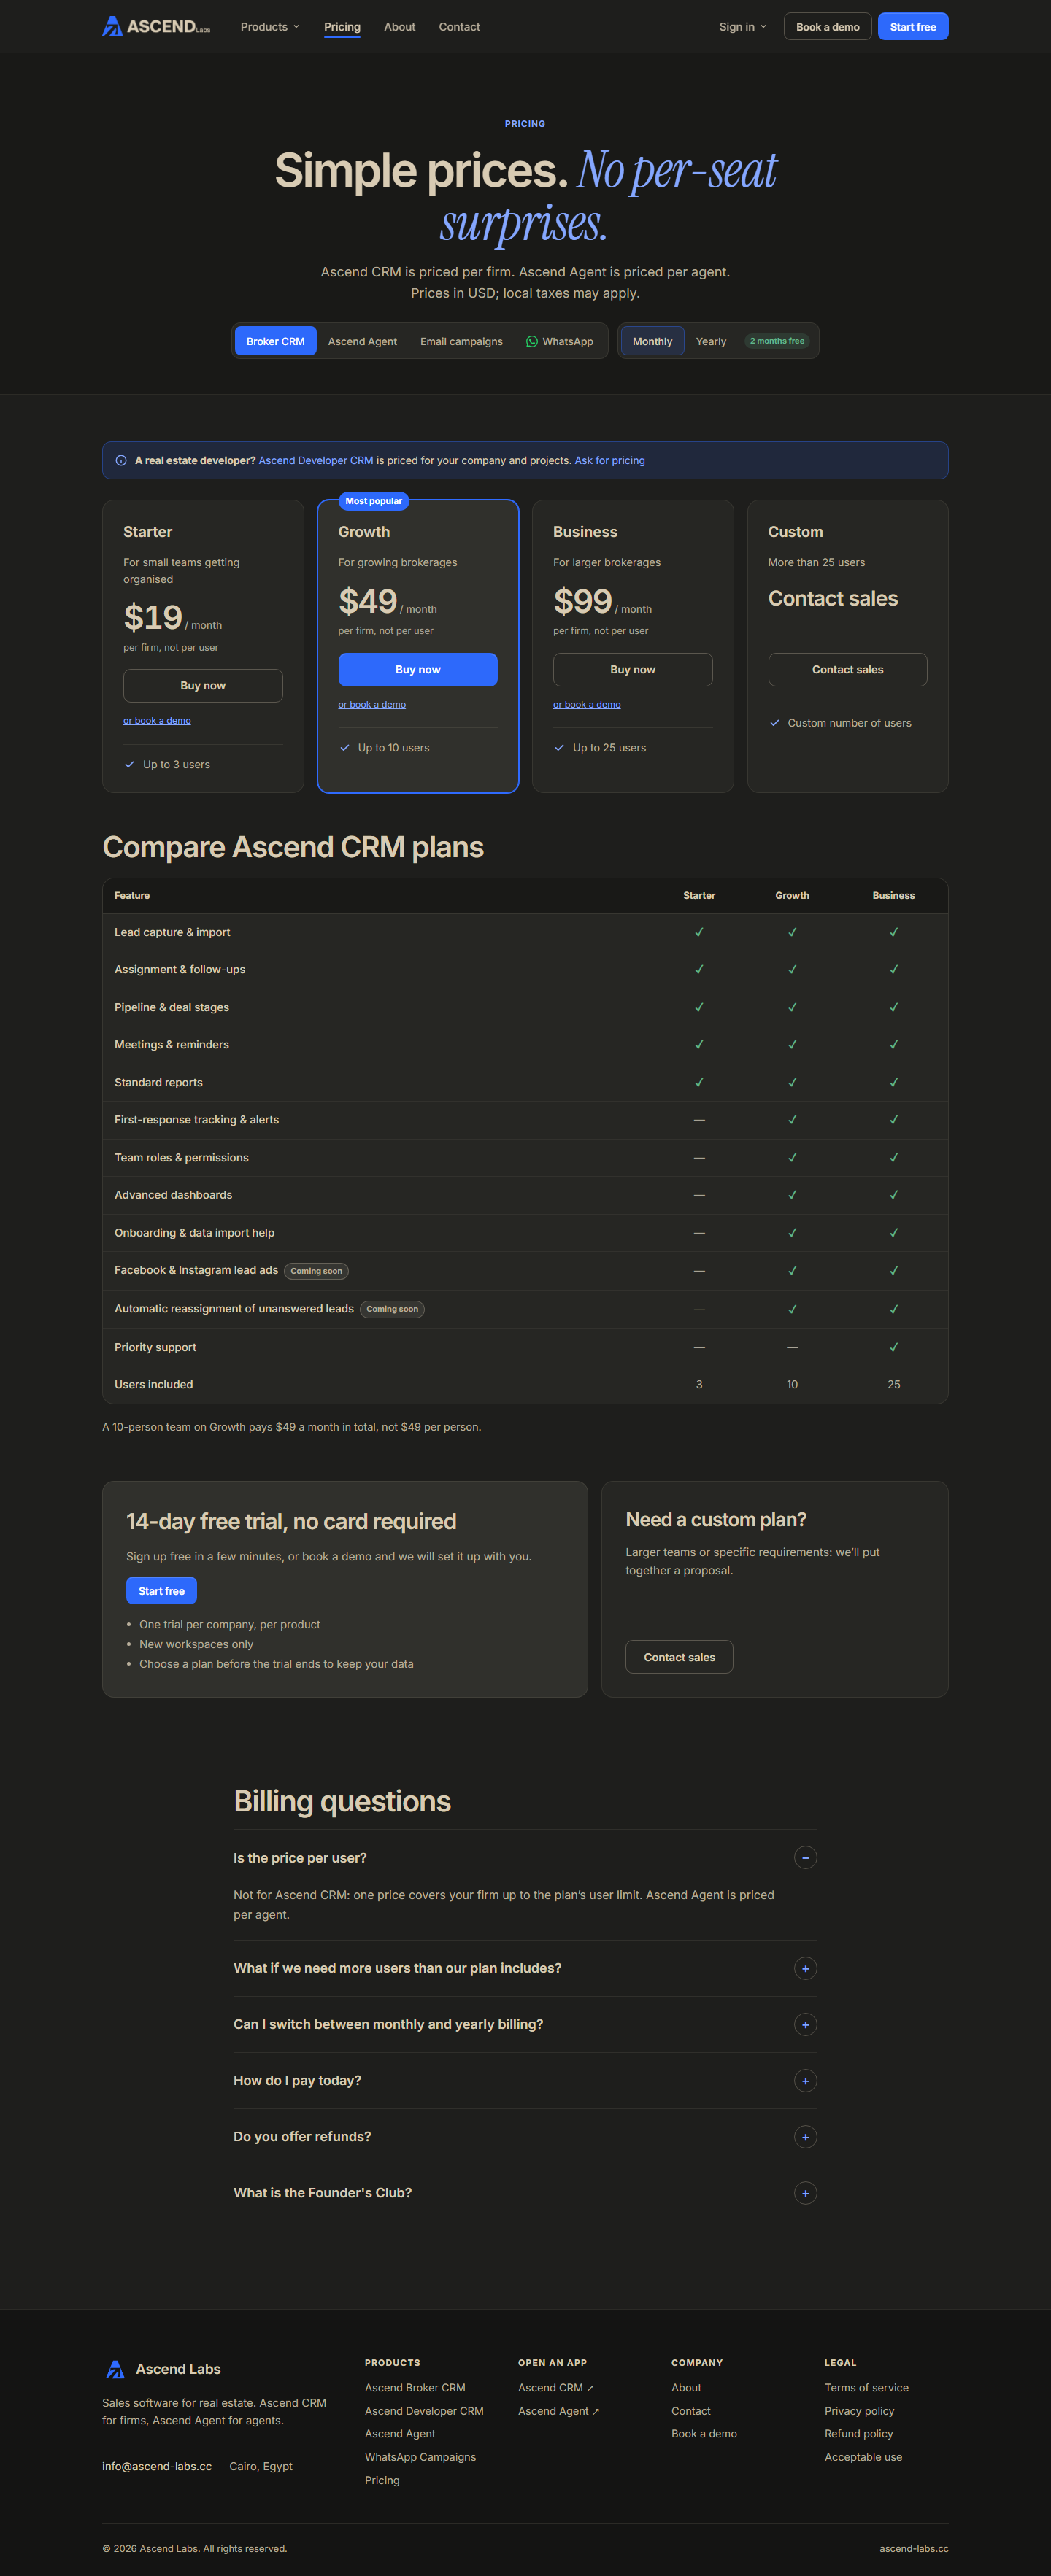 ASCEND Labs
Products
Pricing
About
Contact
Sign in
Book a demo
Start free
PRICING
Simple prices. No per-seat
surprises.
Ascend CRM is priced per firm. Ascend Agent is priced per agent.
Prices in USD; local taxes may apply.
Broker CRM
Ascend Agent
Email campaigns
WhatsApp
Monthly
Yearly
2 months free
A real estate developer? Ascend Developer CRM is priced for your company and projects. Ask for pricing
Starter
For small teams getting
organised
$19 / month
per firm, not per user
Buy now
or book a demo
Up to 3 users
Most popular
Growth
For growing brokerages
$49 / month
per firm, not per user
Buy now
or book a demo
Up to 10 users
Business
For larger brokerages
$99 / month
per firm, not per user
Buy now
or book a demo
Up to 25 users
Custom
More than 25 users
Contact sales
Contact sales
Custom number of users
Compare Ascend CRM plans
Feature Starter Growth Business
Lead capture & import ✓ ✓ ✓
Assignment & follow-ups ✓ ✓ ✓
Pipeline & deal stages ✓ ✓ ✓
Meetings & reminders ✓ ✓ ✓
Standard reports ✓ ✓ ✓
First-response tracking & alerts — ✓ ✓
Team roles & permissions — ✓ ✓
Advanced dashboards — ✓ ✓
Onboarding & data import help — ✓ ✓
Facebook & Instagram lead ads Coming soon — ✓ ✓
Automatic reassignment of unanswered leads Coming soon — ✓ ✓
Priority support — — ✓
Users included 3 10 25
A 10-person team on Growth pays $49 a month in total, not $49 per person.
14-day free trial, no card required
Sign up free in a few minutes, or book a demo and we will set it up with you.
Start free
• One trial per company, per product
• New workspaces only
• Choose a plan before the trial ends to keep your data
Need a custom plan?
Larger teams or specific requirements: we'll put
together a proposal.
Contact sales
Billing questions
Is the price per user? −
Not for Ascend CRM: one price covers your firm up to the plan's user limit. Ascend Agent is priced
per agent.
What if we need more users than our plan includes? +
Can I switch between monthly and yearly billing? +
How do I pay today? +
Do you offer refunds? +
What is the Founder's Club? +
Ascend Labs
Sales software for real estate. Ascend CRM
for firms, Ascend Agent for agents.
info@ascend-labs.cc
Cairo, Egypt
PRODUCTS
Ascend Broker CRM
Ascend Developer CRM
Ascend Agent
WhatsApp Campaigns
Pricing
OPEN AN APP
Ascend CRM ↗
Ascend Agent ↗
COMPANY
About
Contact
Book a demo
LEGAL
Terms of service
Privacy policy
Refund policy
Acceptable use
© 2026 Ascend Labs. All rights reserved.
ascend-labs.cc